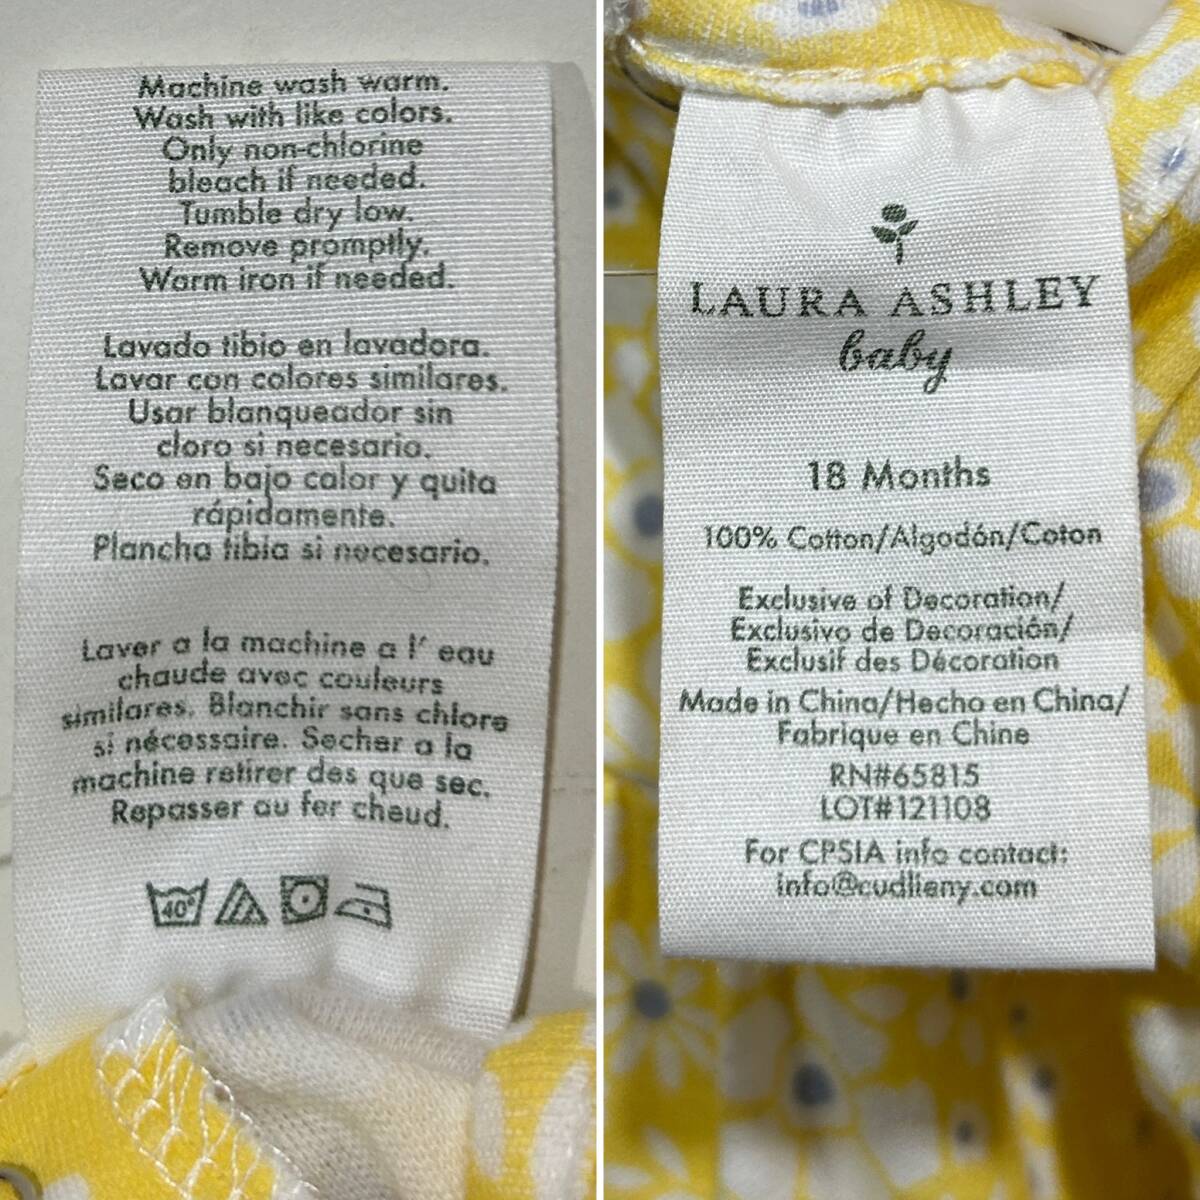 Machine wash warm.
Wash with like colors.
Only non-chlorine
bleach if needed.
Tumble dry low.
Remove promptly.
Warm iron if needed.
Lavado tibio en lavadora.
Lavar con colores similares.
Usar blanqueador sin
cloro si necesario.
Seco en bajo calor y quita
rápidamente.
Plancha tibia si necesario.
Laver a la machine a l' eau
chaude avec couleurs
similares. Blanchir sans chlore
si nécessaire. Secher a la
machine retirer des que sec.
Repasser au fer cheud.
40°
LAURA ASHLEY
baby
18 Months
100% Cotton/Algodón/Coton
Exclusive of Decoration/
Exclusivo de Decoración/
Exclusif des Décoration
Made in China/Hecho en China/
Fabrique en Chine
RN#65815
LOT#121108
For CPSIA info contact:
info@cudlieny.com